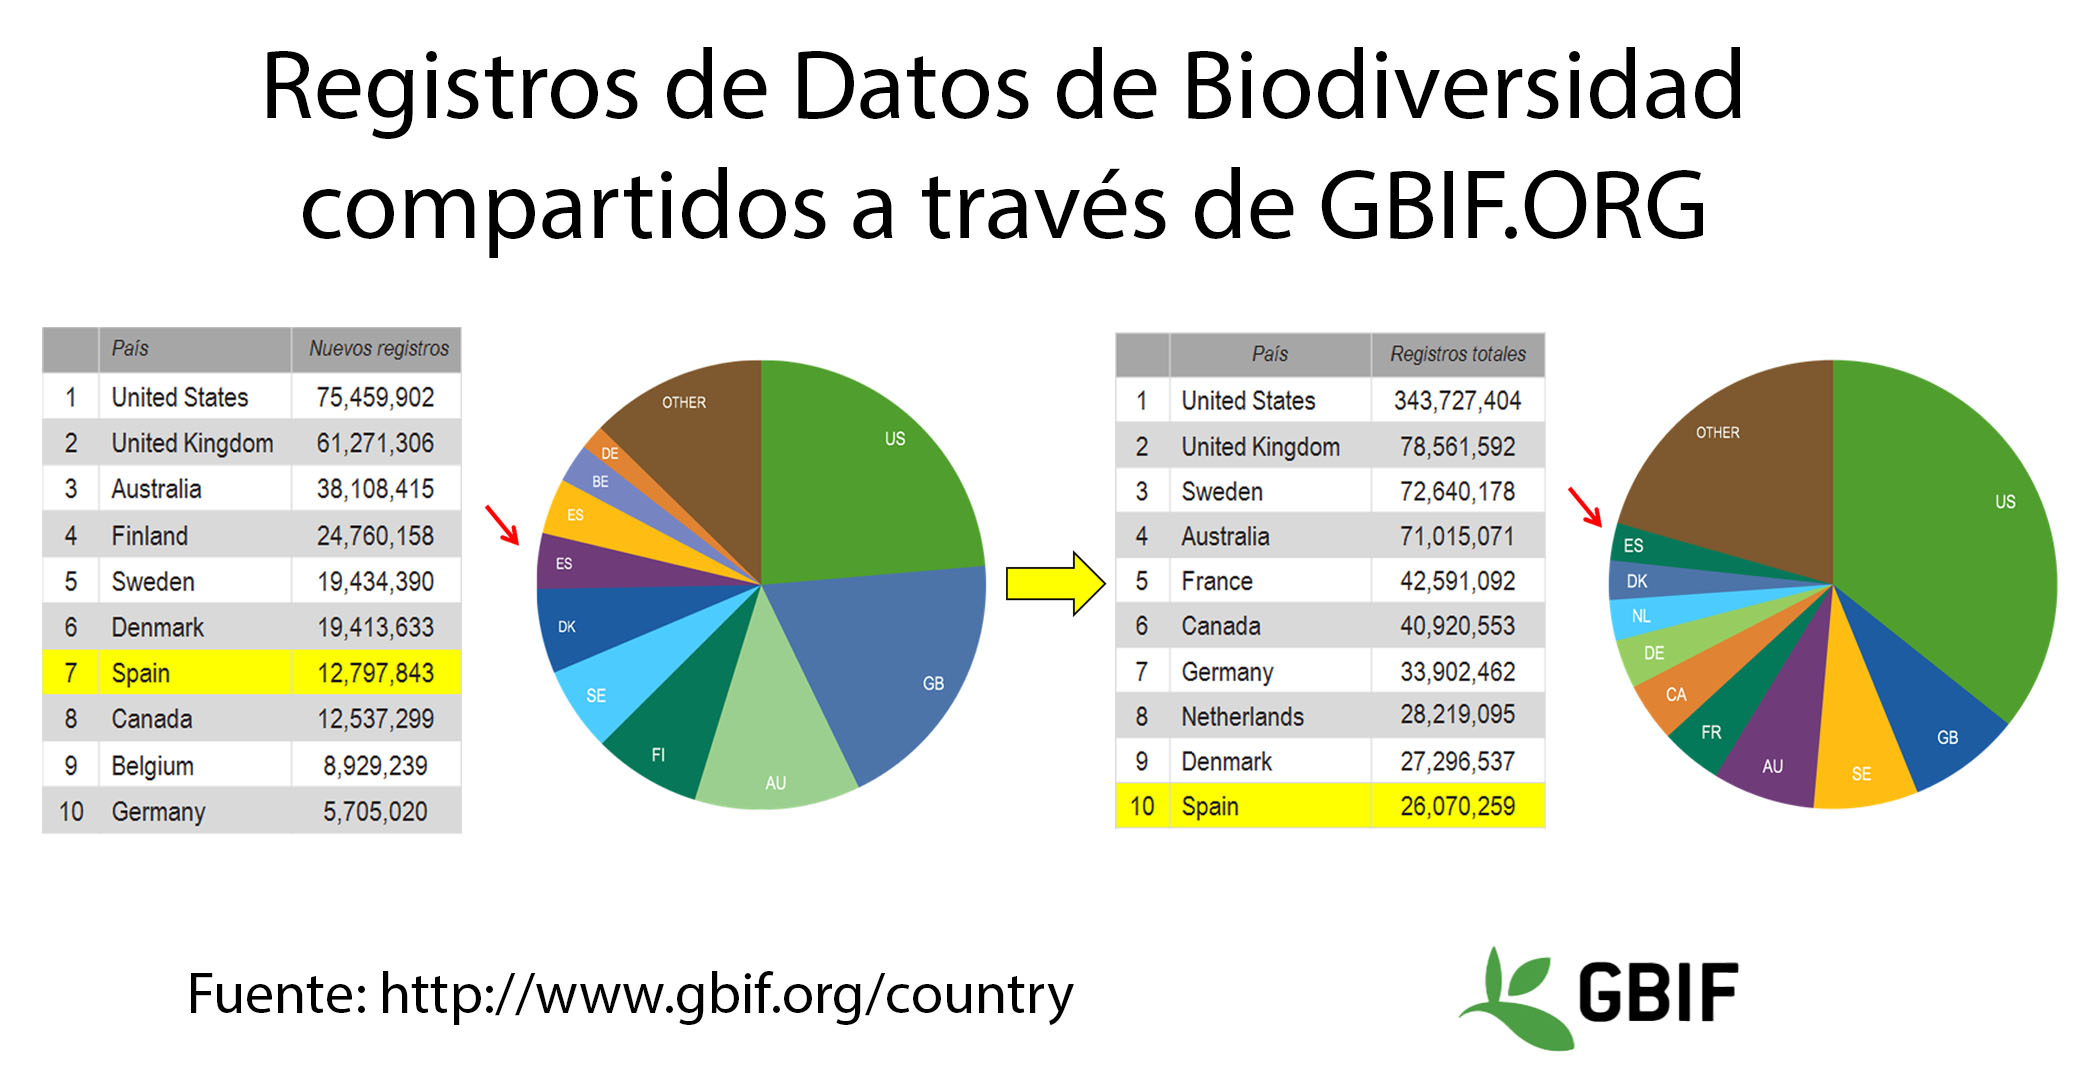 Registros de Datos de Biodiversidad
compartidos a través de GBIF.ORG
País Nuevos registros
1 United States 75,459,902
2 United Kingdom 61,271,306
3 Australia 38,108,415
4 Finland 24,760,158
5 Sweden 19,434,390
6 Denmark 19,413,633
7 Spain 12,797,843
8 Canada 12,537,299
9 Belgium 8,929,239
10 Germany 5,705,020
OTHER
US
DE
BE
ES
ES
DK
SE
FI
AU
GB
País Registros totales
1 United States 343,727,404
2 United Kingdom 78,561,592
3 Sweden 72,640,178
4 Australia 71,015,071
5 France 42,591,092
6 Canada 40,920,553
7 Germany 33,902,462
8 Netherlands 28,219,095
9 Denmark 27,296,537
10 Spain 26,070,259
OTHER
US
ES
DK
NL
DE
CA
FR
AU
SE
GB
Fuente: http://www.gbif.org/country
GBIF